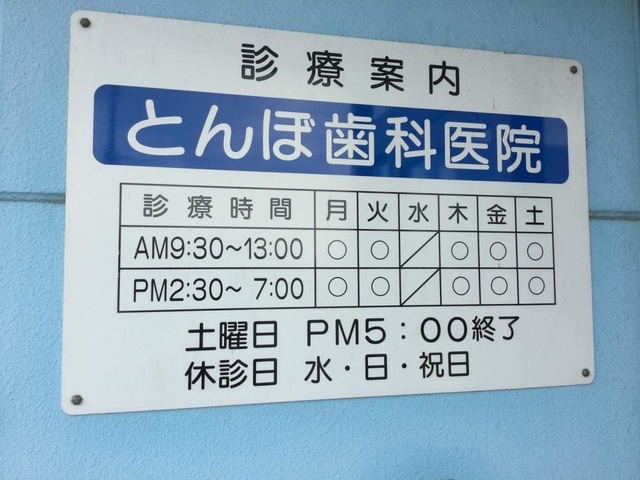 診療案内
とんぼ歯科医院
診療時間 月 火 水 木 金 土
AM9:30~13:00 ○ ○ ／ ○ ○ ○
PM2:30~ 7:00 ○ ○ ／ ○ ○ ○
土曜日 PM5:00終了
休診日 水・日・祝日